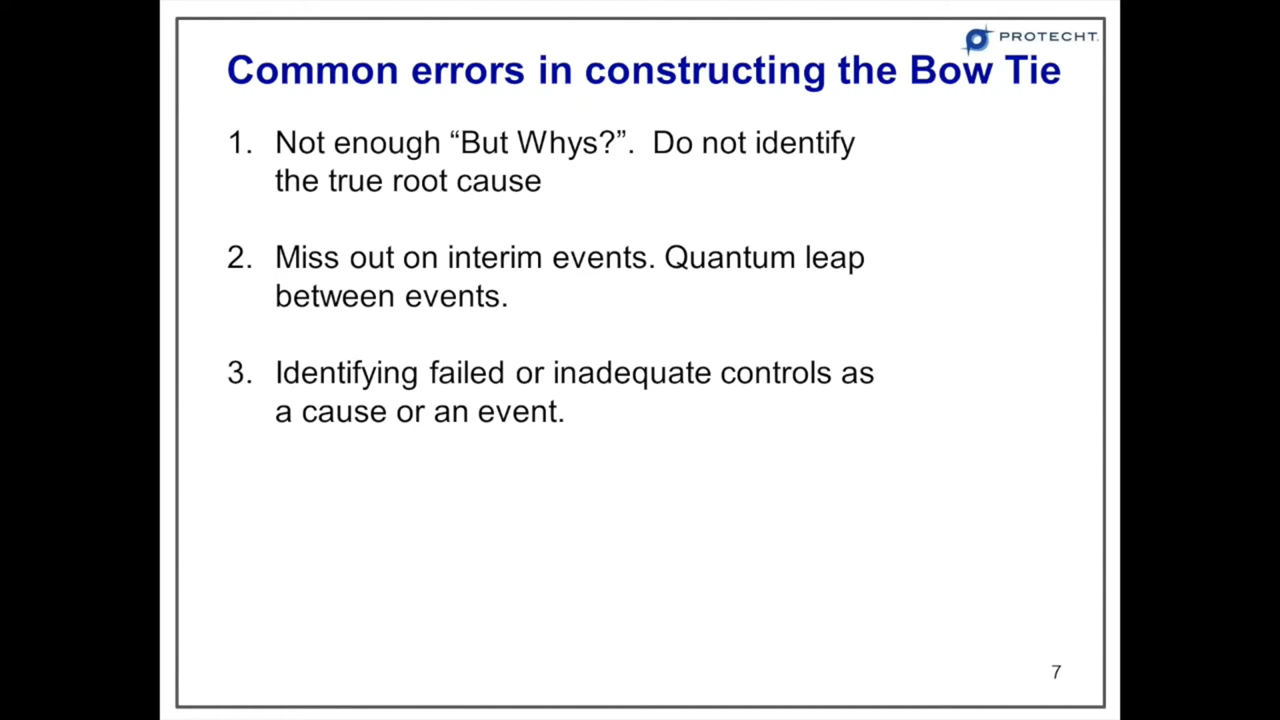 PROTECHT
Common errors in constructing the Bow Tie
1. Not enough “But Whys?”.  Do not identify
the true root cause
2. Miss out on interim events. Quantum leap
between events.
3. Identifying failed or inadequate controls as
a cause or an event.
7